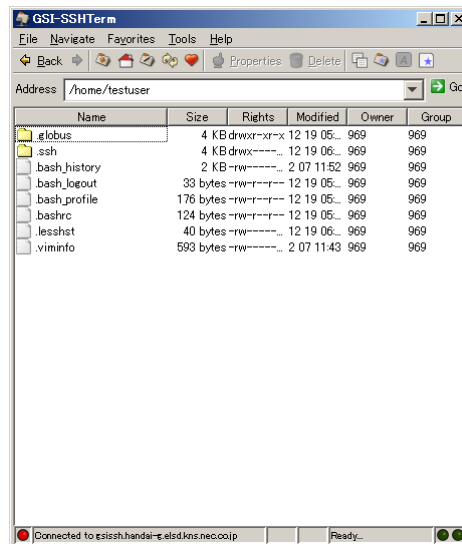 GSI-SSHTerm
File Navigate Favorites Tools Help
Back Properties Delete
Address /home/testuser Go
Name Size Rights Modified Owner Group
.globus 4 KB drwxr-xr-x 12 19 05:... 969 969
.ssh 4 KB drwx----... 12 19 06:... 969 969
.bash_history 2 KB -rw-----... 2 07 11:52 969 969
.bash_logout 33 bytes -rw-r--r-- 12 19 05:... 969 969
.bash_profile 176 bytes -rw-r--r-- 12 19 05:... 969 969
.bashrc 124 bytes -rw-r--r-- 12 19 05:... 969 969
.lesshst 40 bytes -rw-----... 12 19 06:... 969 969
.viminfo 593 bytes -rw-----... 2 07 11:43 969 969
Connected to gsissh.handai-g.elsd.kns.nec.co.jp Ready...